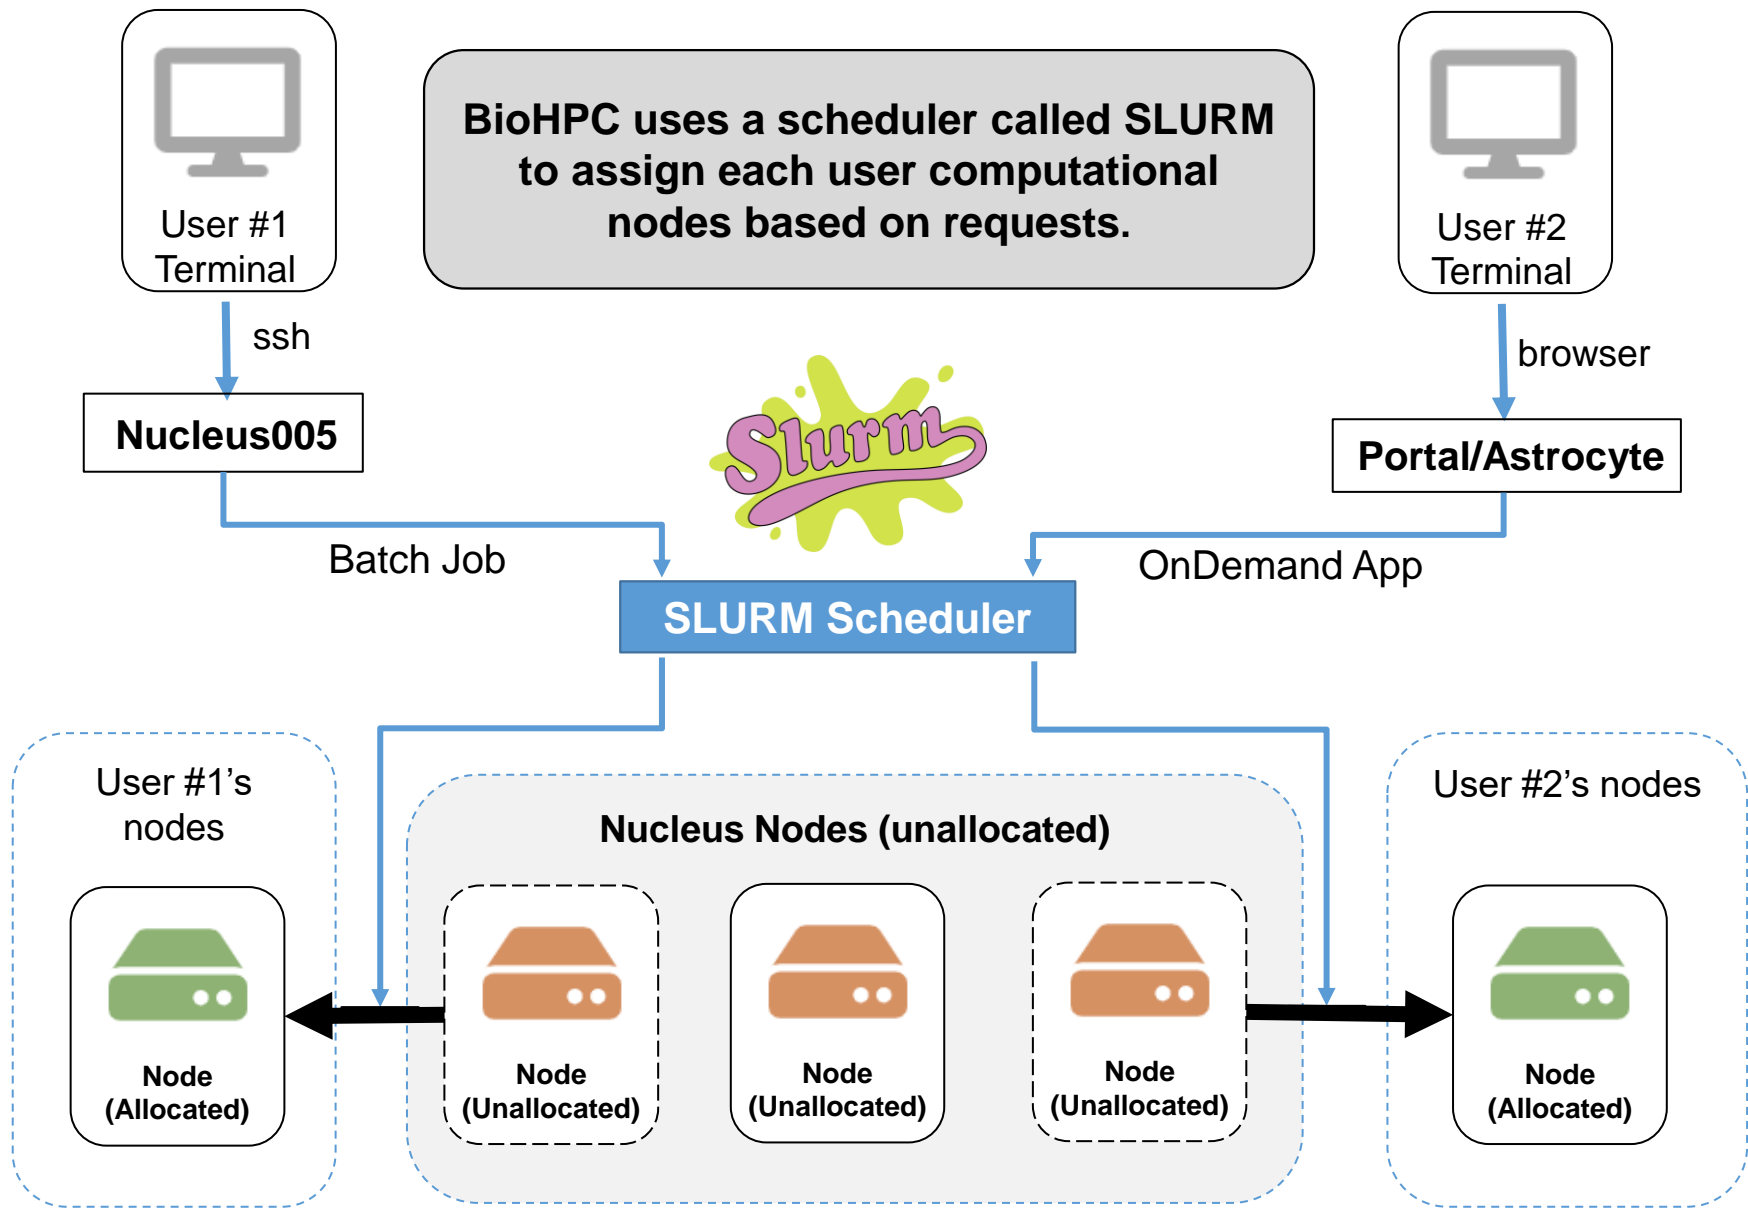 BioHPC uses a scheduler called SLURM
to assign each user computational
nodes based on requests.
User #1
Terminal
User #2
Terminal
ssh
browser
Nucleus005
Portal/Astrocyte
Slurm
Batch Job
OnDemand App
SLURM Scheduler
User #1’s
nodes
Nucleus Nodes (unallocated)
User #2’s nodes
Node
(Allocated)
Node
(Unallocated)
Node
(Unallocated)
Node
(Unallocated)
Node
(Allocated)